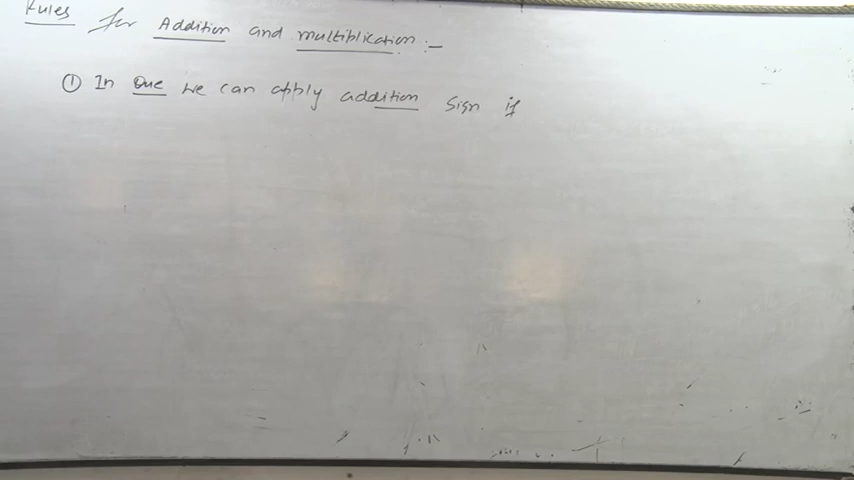 Rules for Addition and multiplication :-
① In Que we can apply addition sign if